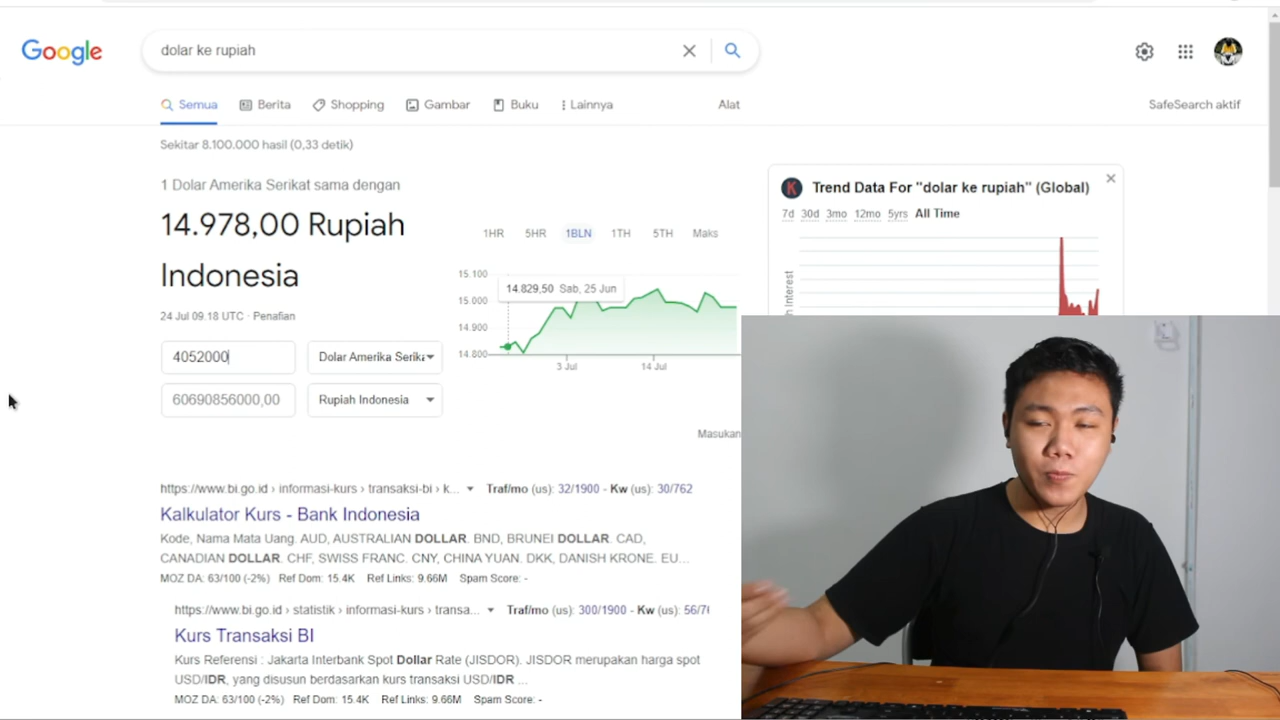 Google
dolar ke rupiah
Semua
Berita
Shopping
Gambar
Buku
Lainnya
Alat
SafeSearch aktif
Sekitar 8.100.000 hasil (0,33 detik)
1 Dolar Amerika Serikat sama dengan
14.978,00 Rupiah
Indonesia
24 Jul 09.18 UTC · Penafian
4052000
Dolar Amerika Serika
60690856000,00
Rupiah Indonesia
1HR 5HR 1BLN 1TH 5TH Maks
15.100
15.000
14.900
14.800
14.829,50 Sab, 25 Jun
3 Jul 14 Jul
Masukan
K
Trend Data For "dolar ke rupiah" (Global)
7d 30d 3mo 12mo 5yrs All Time
Interest
https://www.bi.go.id › informasi-kurs › transaksi-bi › k... Traf/mo (us): 32/1900 - Kw (us): 30/762
Kalkulator Kurs - Bank Indonesia
Kode, Nama Mata Uang. AUD, AUSTRALIAN DOLLAR. BND, BRUNEI DOLLAR. CAD,
CANADIAN DOLLAR. CHF, SWISS FRANC. CNY, CHINA YUAN. DKK, DANISH KRONE. EU...
MOZ DA: 63/100 (-2%) Ref Dom: 15.4K Ref Links: 9.66M Spam Score: -
https://www.bi.go.id › statistik › informasi-kurs › transa... Traf/mo (us): 300/1900 - Kw (us): 56/7
Kurs Transaksi BI
Kurs Referensi : Jakarta Interbank Spot Dollar Rate (JISDOR). JISDOR merupakan harga spot
USD/IDR, yang disusun berdasarkan kurs transaksi USD/IDR ...
MOZ DA: 63/100 (-2%) Ref Dom: 15.4K Ref Links: 9.66M Spam Score: -